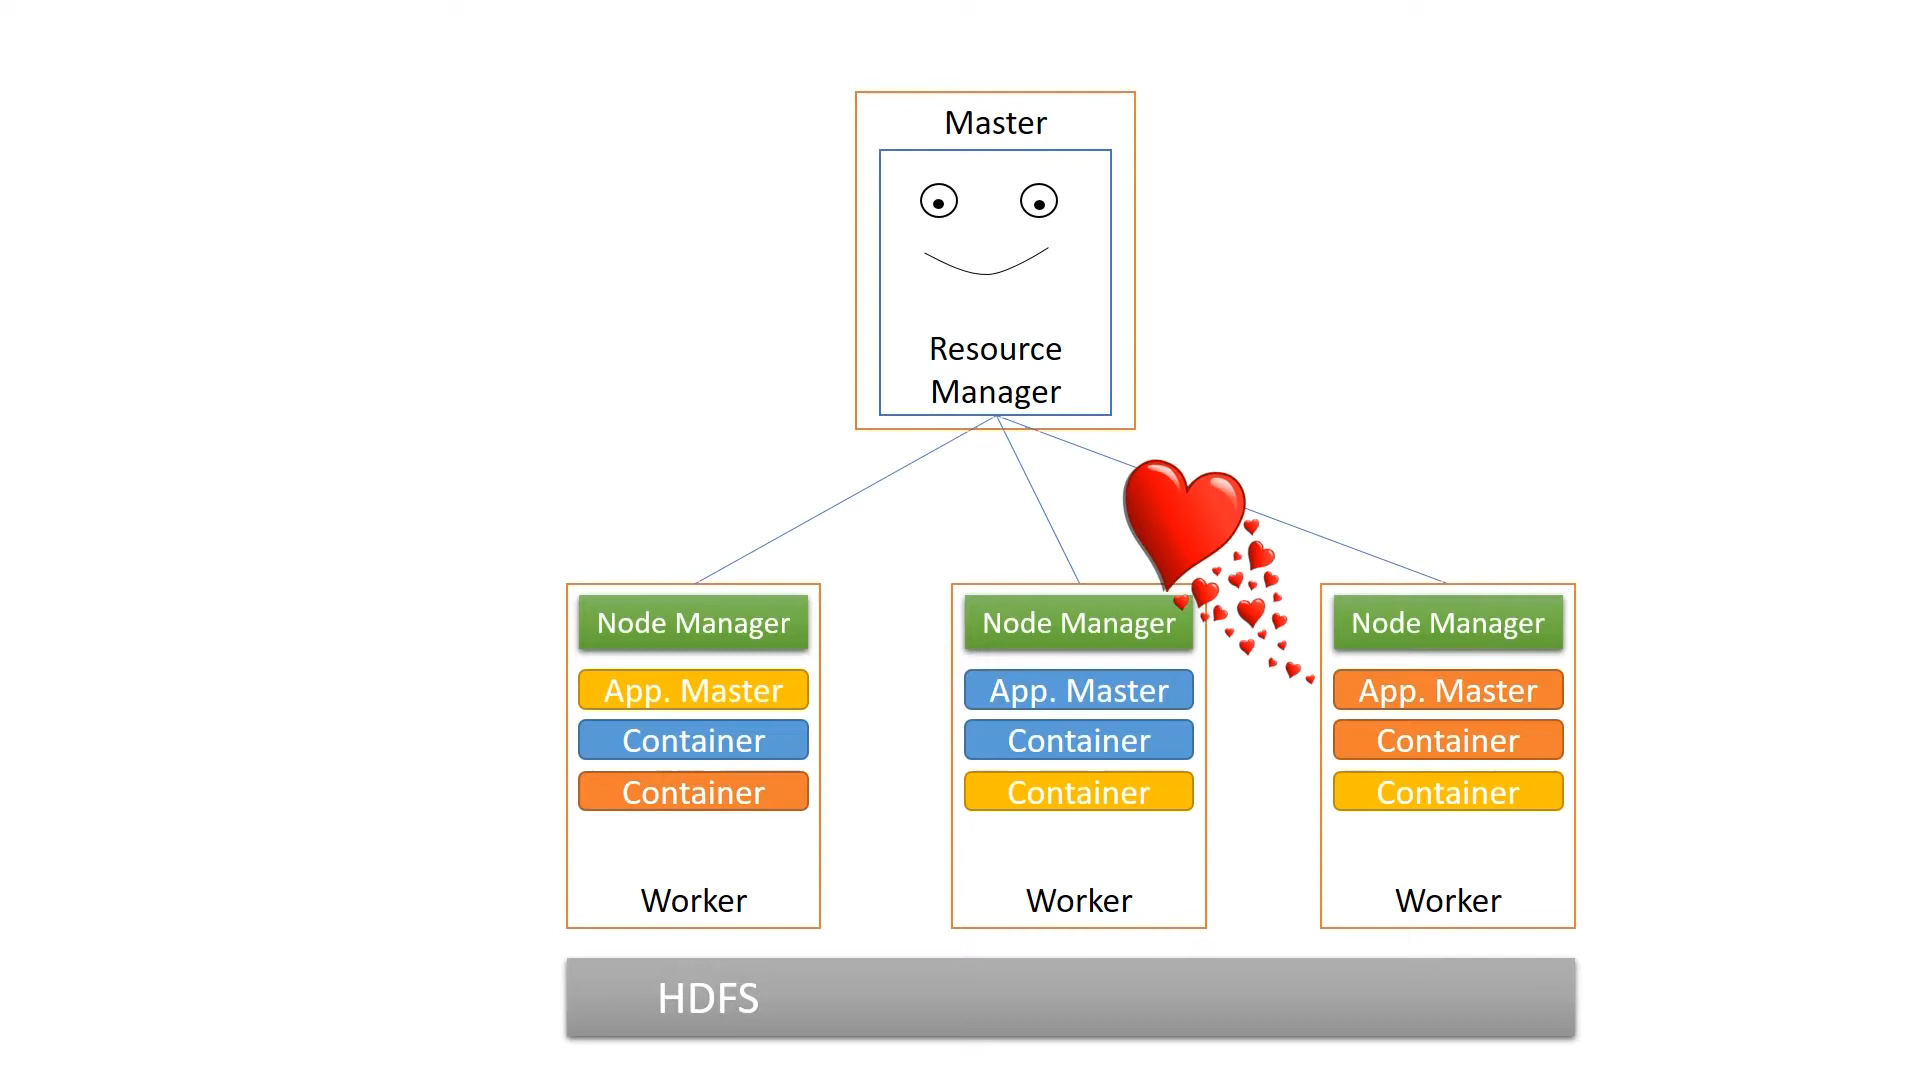 Master
Resource
Manager
Node Manager
App. Master
Container
Container
Worker
Node Manager
App. Master
Container
Container
Worker
Node Manager
App. Master
Container
Container
Worker
HDFS